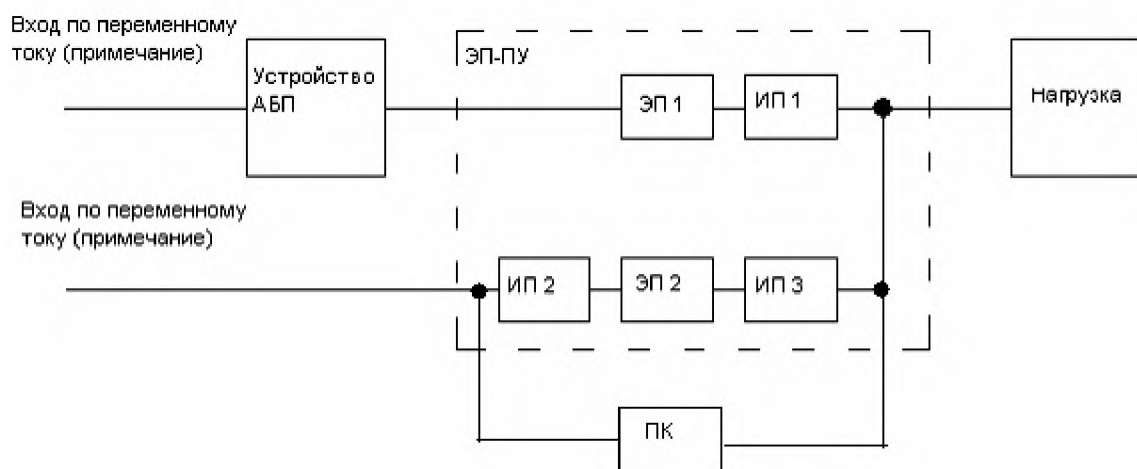 Вход по переменному
току (примечание)
Устройство
АБП
ЭП-ПУ
ЭП 1
ИП 1
Нагрузка
Вход по переменному
току (примечание)
ИП 2
ЭП 2
ИП 3
ПК